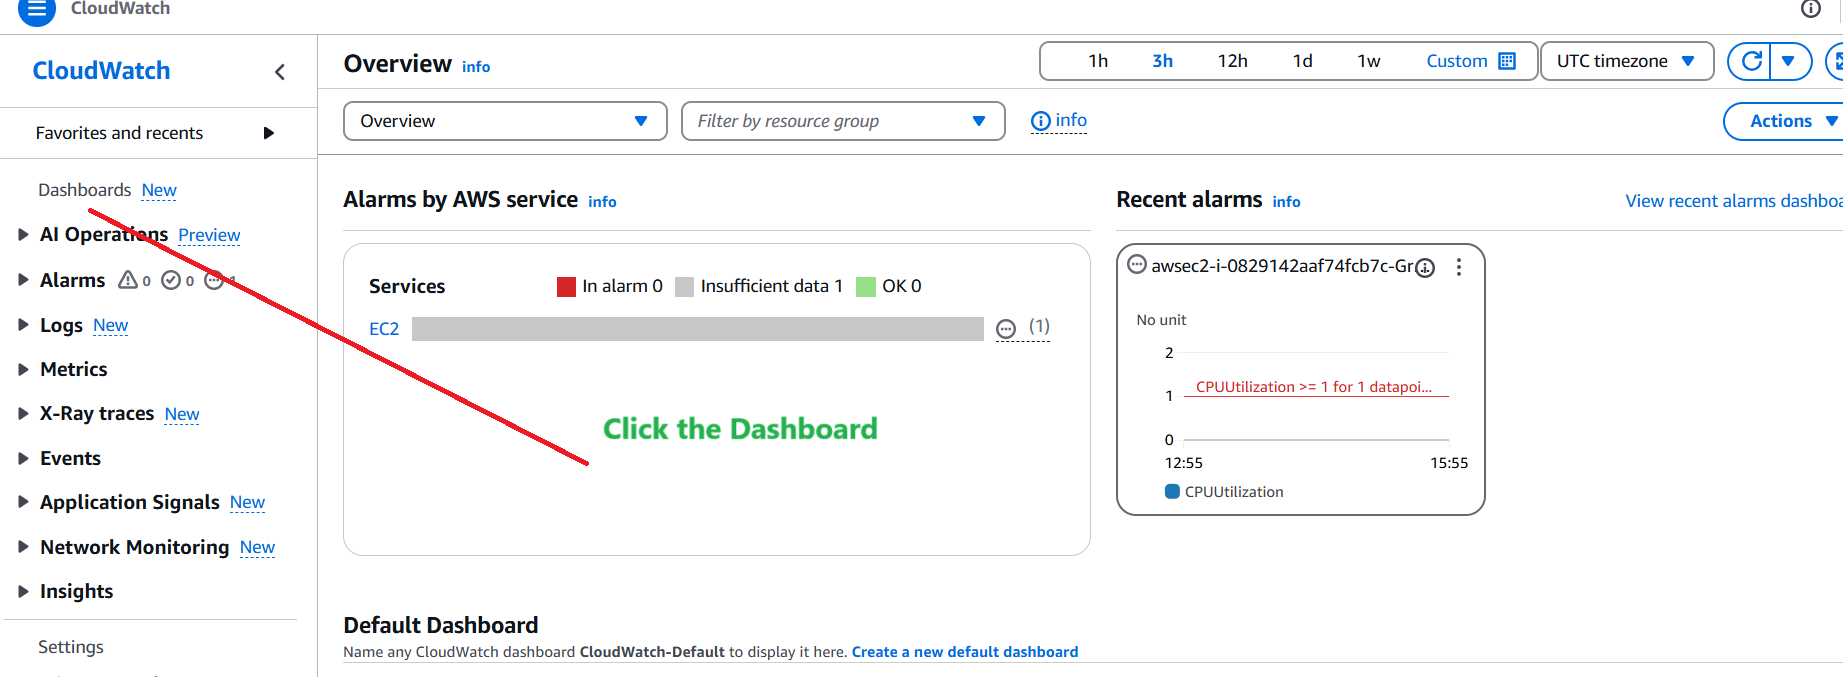 CloudWatch
CloudWatch
Favorites and recents
Dashboards New
AI Operations Preview
Alarms 0 0 1
Logs New
Metrics
X-Ray traces New
Events
Application Signals New
Network Monitoring New
Insights
Settings
Overview info
1h 3h 12h 1d 1w Custom UTC timezone
Overview Filter by resource group info
Actions
Alarms by AWS service info
Services In alarm 0 Insufficient data 1 OK 0
EC2 (1)
Click the Dashboard
Recent alarms info
View recent alarms dashboa
awsec2-i-0829142aaf74fcb7c-Gr
No unit
2
CPUUtilization >= 1 for 1 datapoi...
1
0
12:55 15:55
CPUUtilization
Default Dashboard
Name any CloudWatch dashboard CloudWatch-Default to display it here. Create a new default dashboard